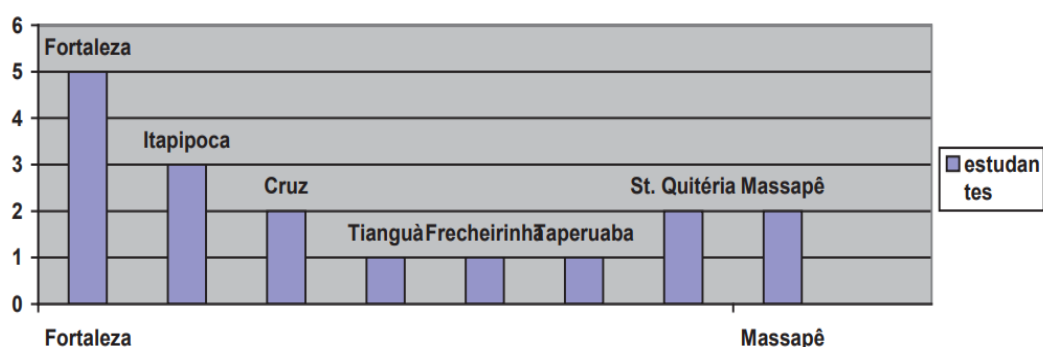 6
Fortaleza
5
4
Itapipoca
3
Cruz
St. Quitéria Massapê
2
Tianguà Frecheirinha Taperuaba
1
0
Fortaleza
Massapê
estudan
tes